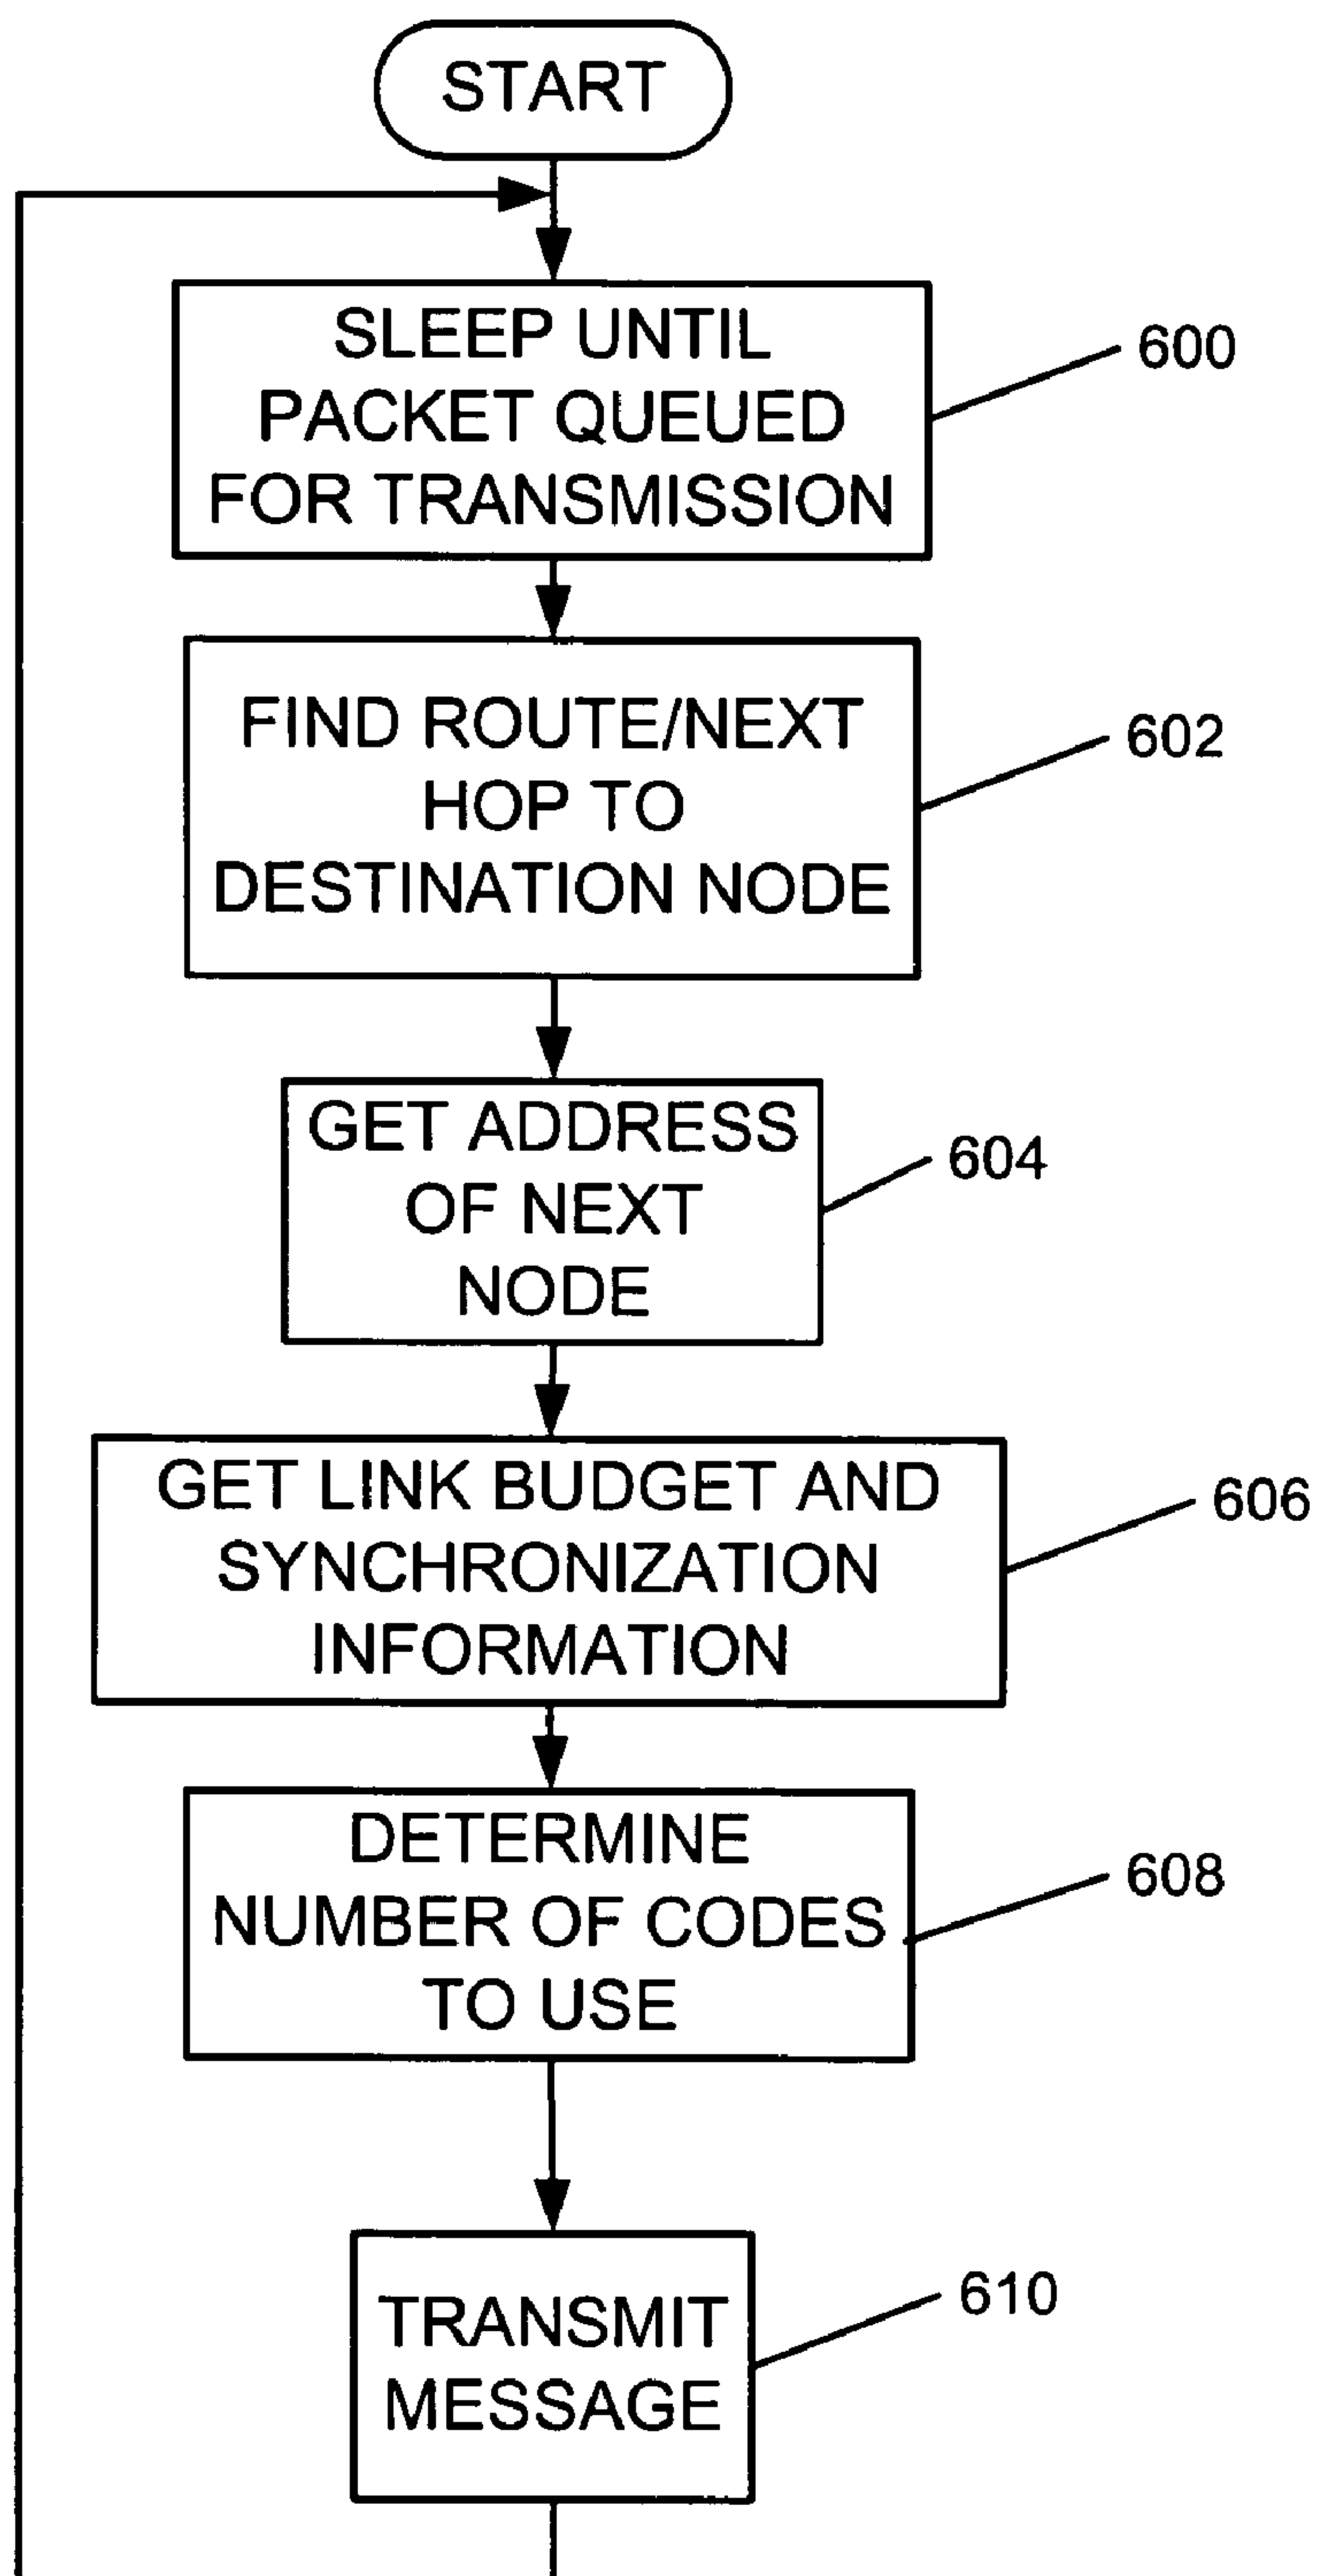 START
SLEEP UNTIL
PACKET QUEUED
FOR TRANSMISSION
600
FIND ROUTE/NEXT
HOP TO
DESTINATION NODE
602
GET ADDRESS
OF NEXT
NODE
604
GET LINK BUDGET AND
SYNCHRONIZATION
INFORMATION
606
DETERMINE
NUMBER OF CODES
TO USE
608
TRANSMIT
MESSAGE
610